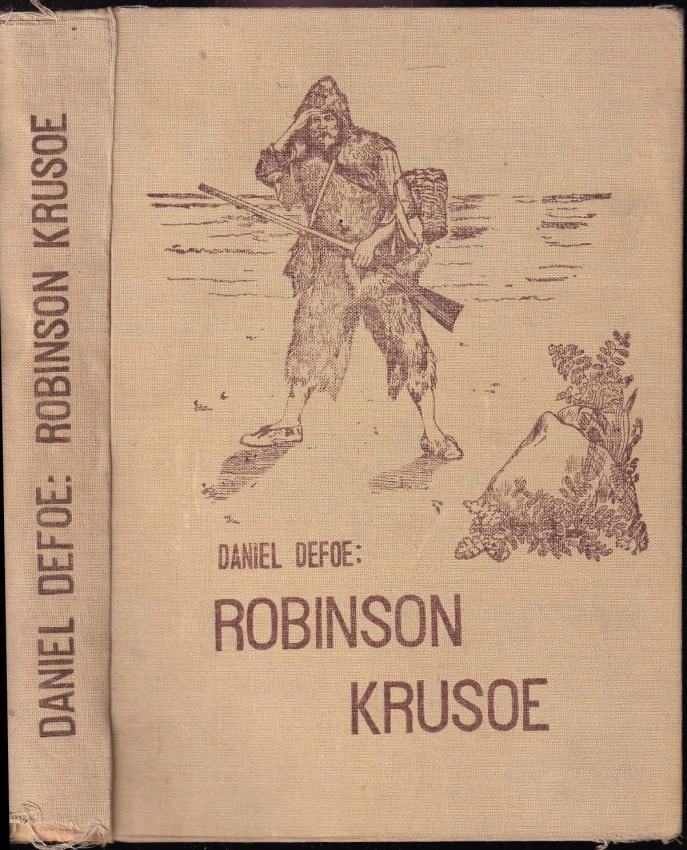 DANIEL DEFOE: ROBINSON KRUSOE
DANIEL DEFOE:
ROBINSON
KRUSOE